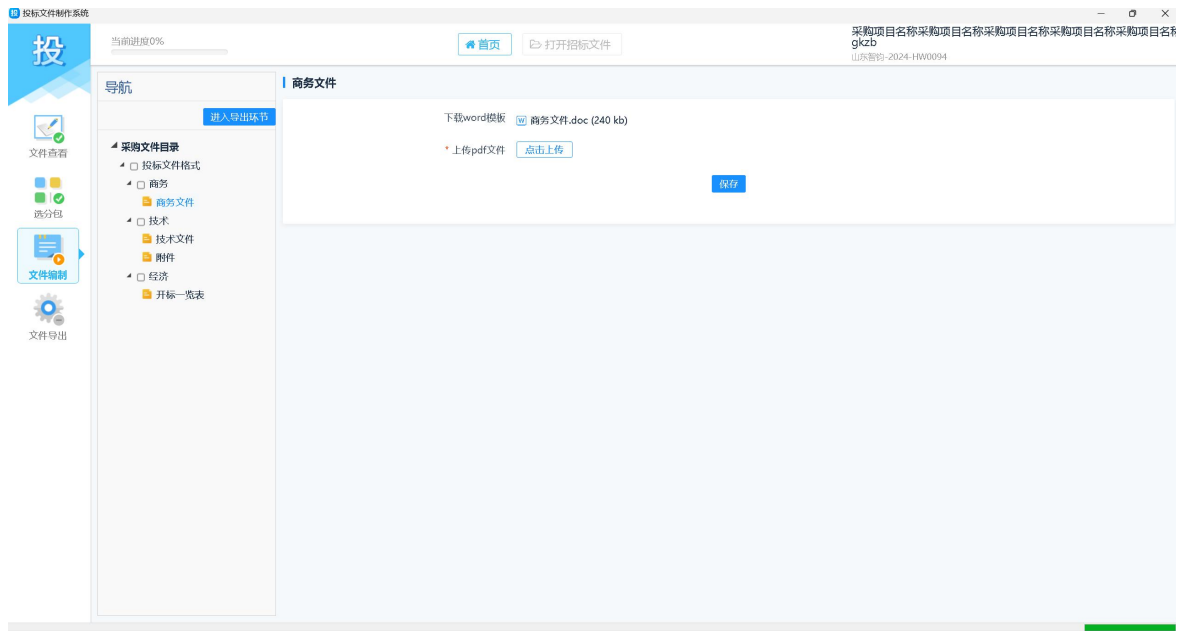 投 投标文件制作系统
投
当前进度0%
首页
打开招标文件
采购项目名称采购项目名称采购项目名称采购项目名称采购项目名称
gkzb
山东智钧-2024-HW0094
文件查看
选分包
文件编制
文件导出
导航
进入导出环节
采购文件目录
投标文件格式
商务
商务文件
技术
技术文件
附件
经济
开标一览表
商务文件
下载word模板 商务文件.doc (240 kb)
* 上传pdf文件 点击上传
保存